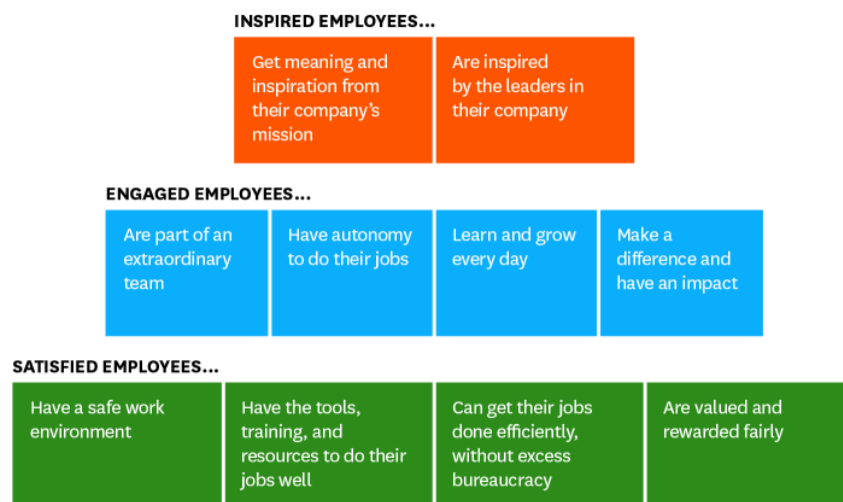 INSPIRED EMPLOYEES...
Get meaning and
inspiration from
their company's
mission
Are inspired
by the leaders in
their company
ENGAGED EMPLOYEES...
Are part of an
extraordinary
team
Have autonomy
to do their jobs
Learn and grow
every day
Make a
difference and
have an impact
SATISFIED EMPLOYEES...
Have a safe work
environment
Have the tools,
training, and
resources to do their
jobs well
Can get their jobs
done efficiently,
without excess
bureaucracy
Are valued and
rewarded fairly